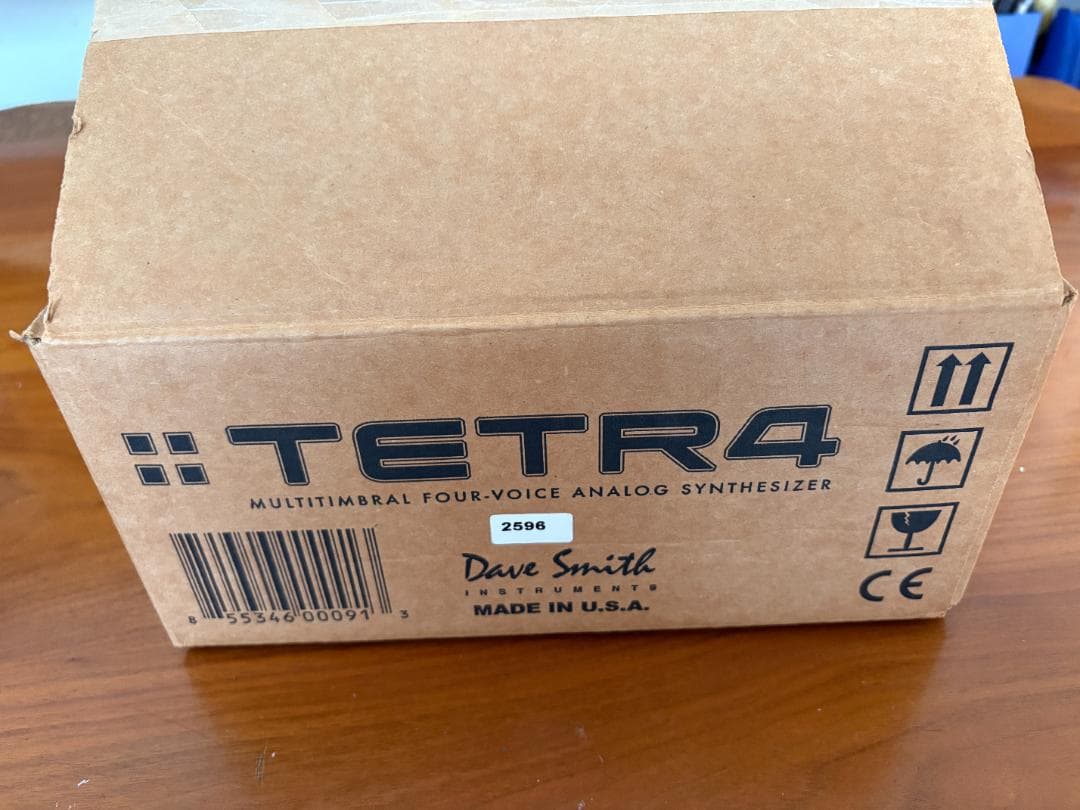 TETR4
MULTITIMBRAL FOUR-VOICE ANALOG SYNTHESIZER
2596
Dave Smith
INSTRUMENTS
MADE IN U.S.A.
8 55346 00091 3
CE